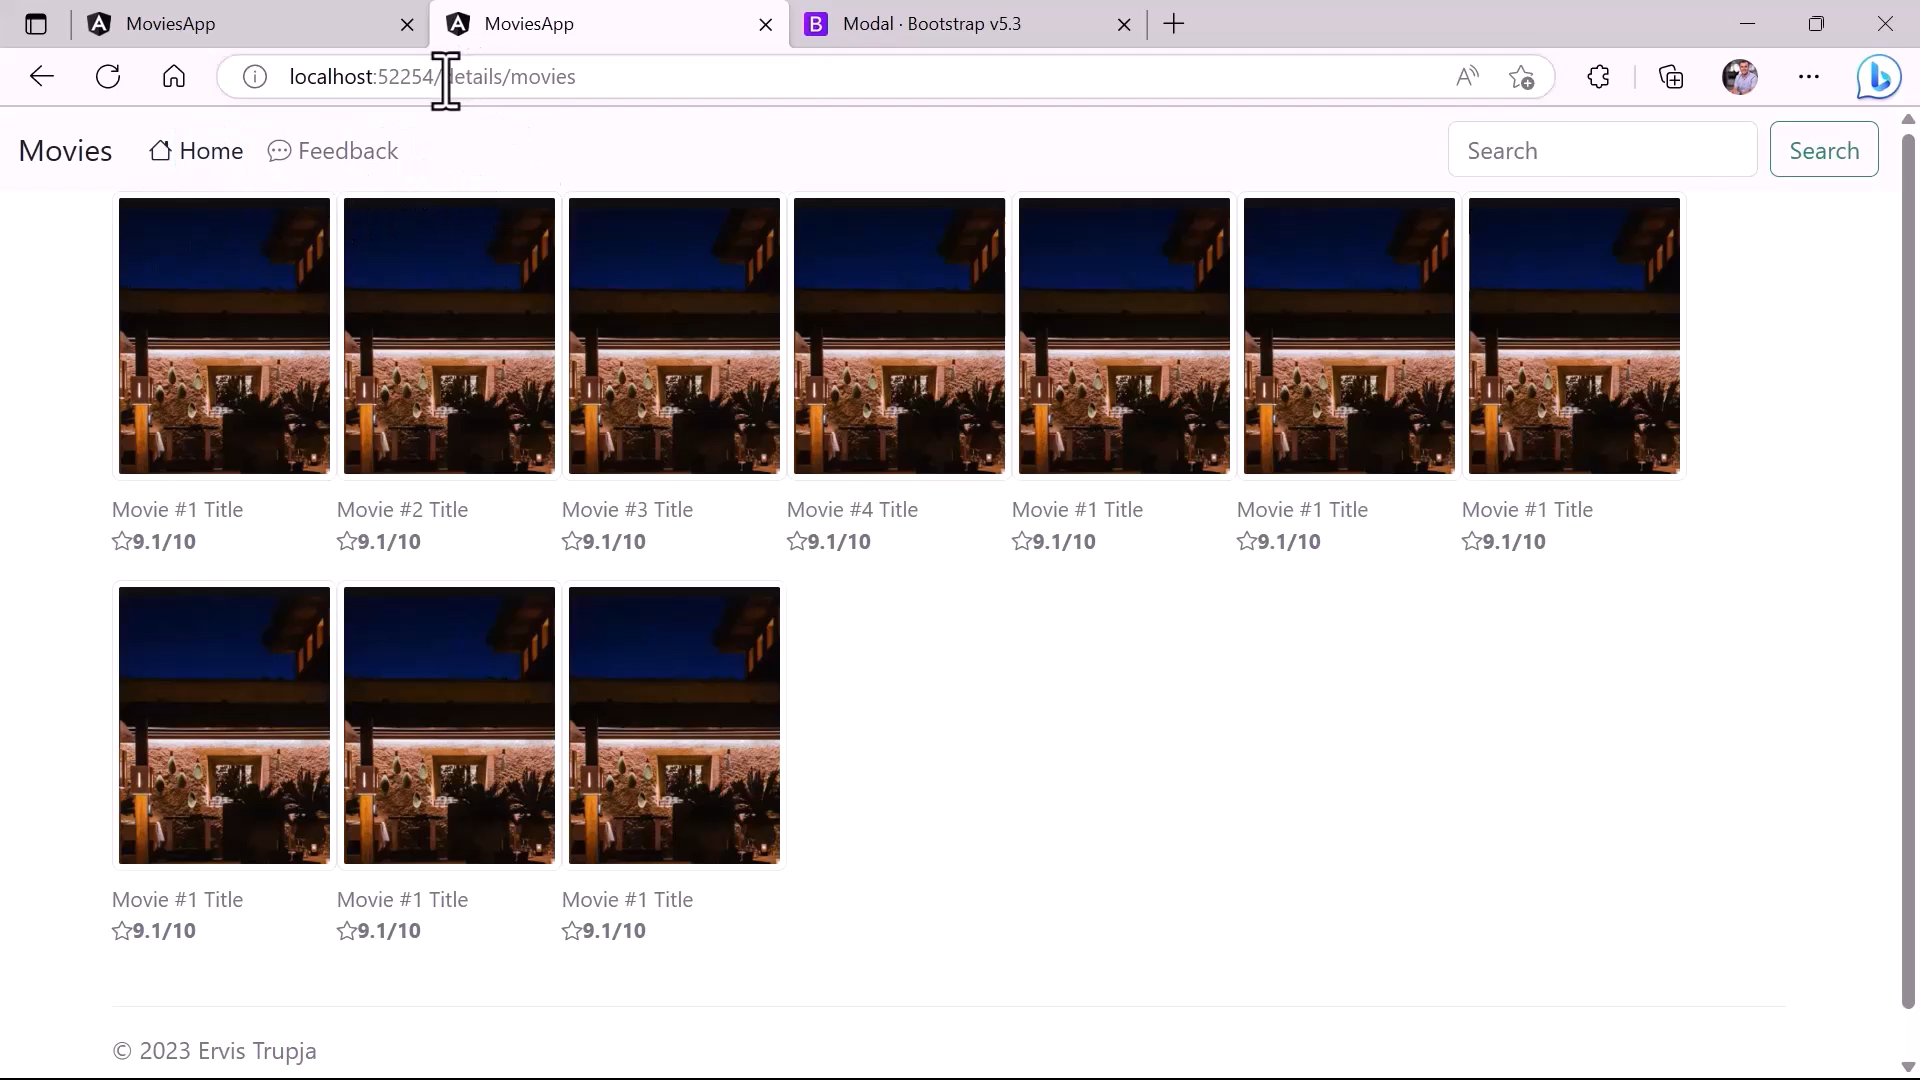 MoviesApp
MoviesApp
Modal · Bootstrap v5.3
localhost:52254/details/movies
Movies
Home
Feedback
Search
Search
Movie #1 Title
9.1/10
Movie #2 Title
9.1/10
Movie #3 Title
9.1/10
Movie #4 Title
9.1/10
Movie #1 Title
9.1/10
Movie #1 Title
9.1/10
Movie #1 Title
9.1/10
Movie #1 Title
9.1/10
Movie #1 Title
9.1/10
Movie #1 Title
9.1/10
© 2023 Ervis Trupja